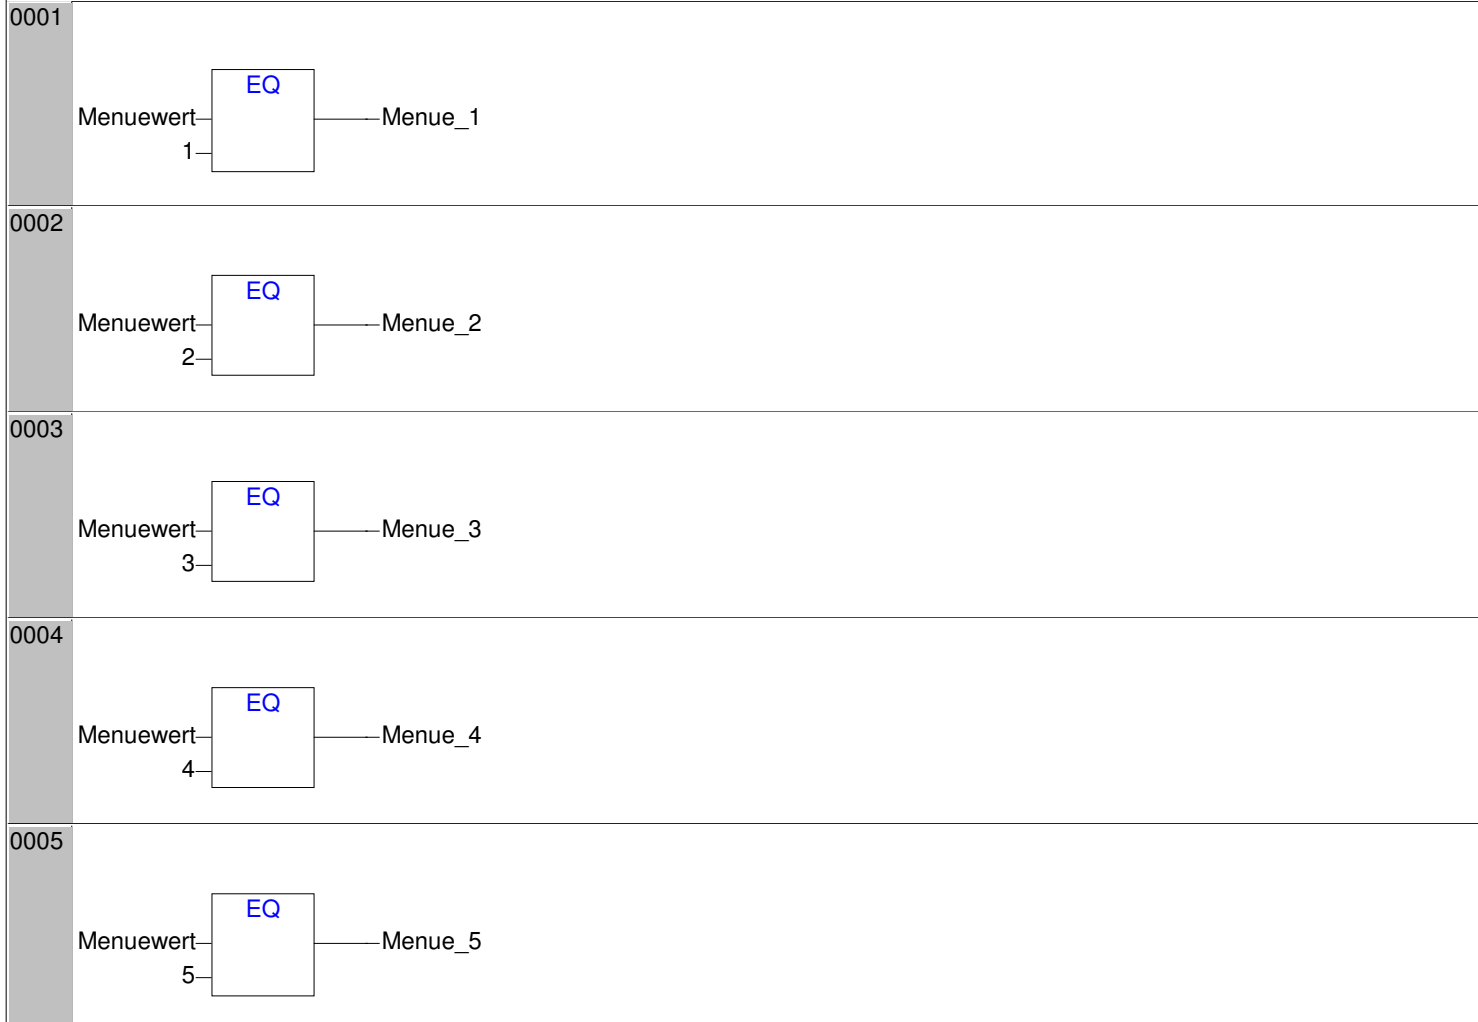 0001
EQ
Menuewert Menue_1
1
0002
EQ
Menuewert Menue_2
2
0003
EQ
Menuewert Menue_3
3
0004
EQ
Menuewert Menue_4
4
0005
EQ
Menuewert Menue_5
5